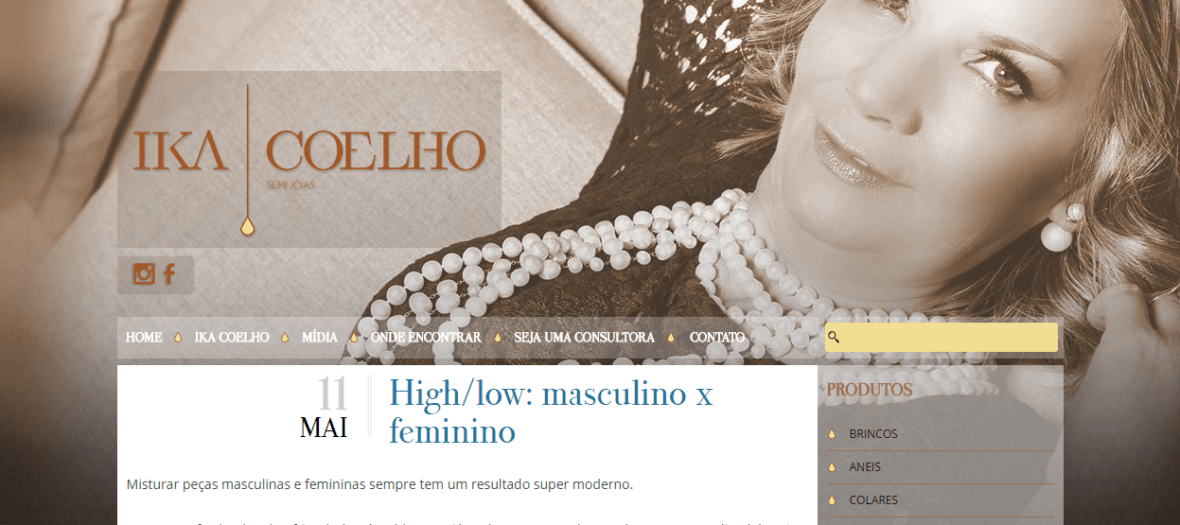 IKA COELHO
SEMI JÓIAS
HOME IKA COELHO MÍDIA ONDE ENCONTRAR SEJA UMA CONSULTORA CONTATO
11
MAI
High/low: masculino x
feminino
Misturar peças masculinas e femininas sempre tem um resultado super moderno.
PRODUTOS
BRINCOS
ANEIS
COLARES